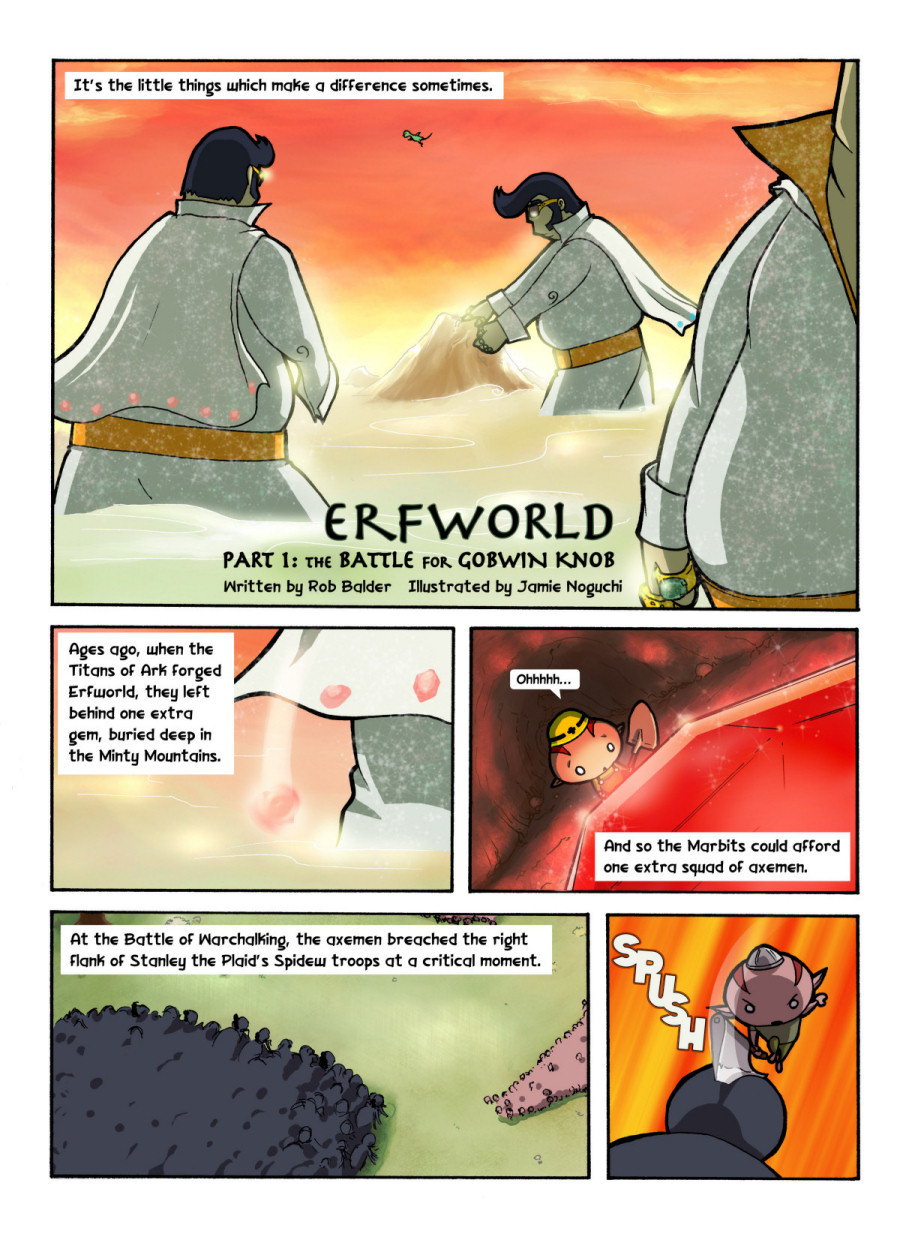 It's the little things which make a difference sometimes.
ERFWORLD
PART 1: THE BATTLE FOR GOBWIN KNOB
Written by Rob Balder Illustrated by Jamie Noguchi
Ages ago, when the
Titans of Ark forged
Erfworld, they left
behind one extra
gem, buried deep in
the Minty Mountains.
Ohhhhh...
And so the Marbits could afford
one extra squad of axemen.
At the Battle of Warchalking, the axemen breached the right
flank of Stanley the Plaid's Spidew troops at a critical moment.
SPUSH